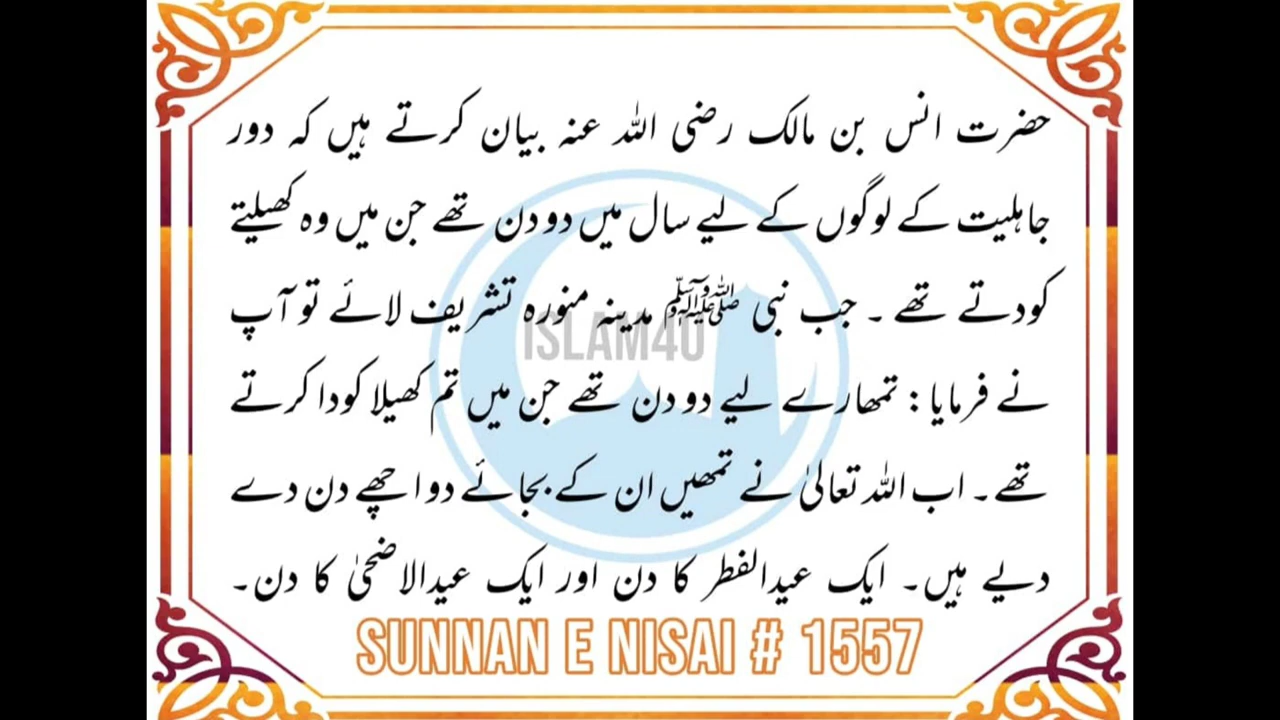 حضرت انس بن مالک رضی اللہ عنہ بیان کرتے ہیں کہ دور
جاہلیت کے لوگوں کے لیے سال میں دو دن تھے جن میں وہ کھیلتے
کودتے تھے ۔ جب نبی ﷺ مدینہ منورہ تشریف لائے تو آپ
نے فرمایا : تمھارے لیے دو دن تھے جن میں تم کھیلا کودا کرتے
تھے ۔ اب اللہ تعالیٰ نے تمھیں ان کے بجائے دو اچھے دن دے
دیے ہیں ۔ ایک عیدالفطر کا دن اور ایک عیدالاضحیٰ کا دن ۔
ISLAM4U
SUNNAN E NISAI # 1557